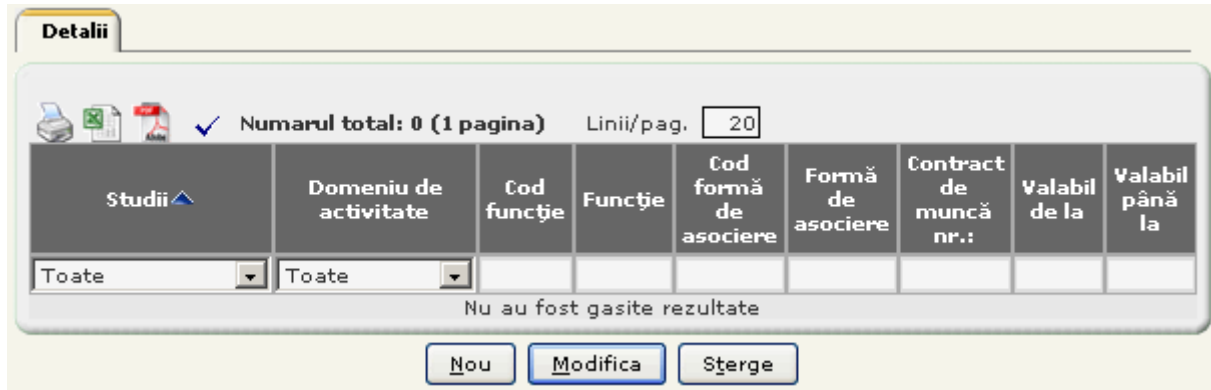 Detalii
Numarul total: 0 (1 pagina) Linii/pag. 20
Studii Domeniu de activitate Cod funcție Funcție Cod formă de asociere Formă de asociere Contract de muncă nr.: Valabil de la Valabil până la
Toate Toate
Nu au fost gasite rezultate
Nou Modifica Sterge